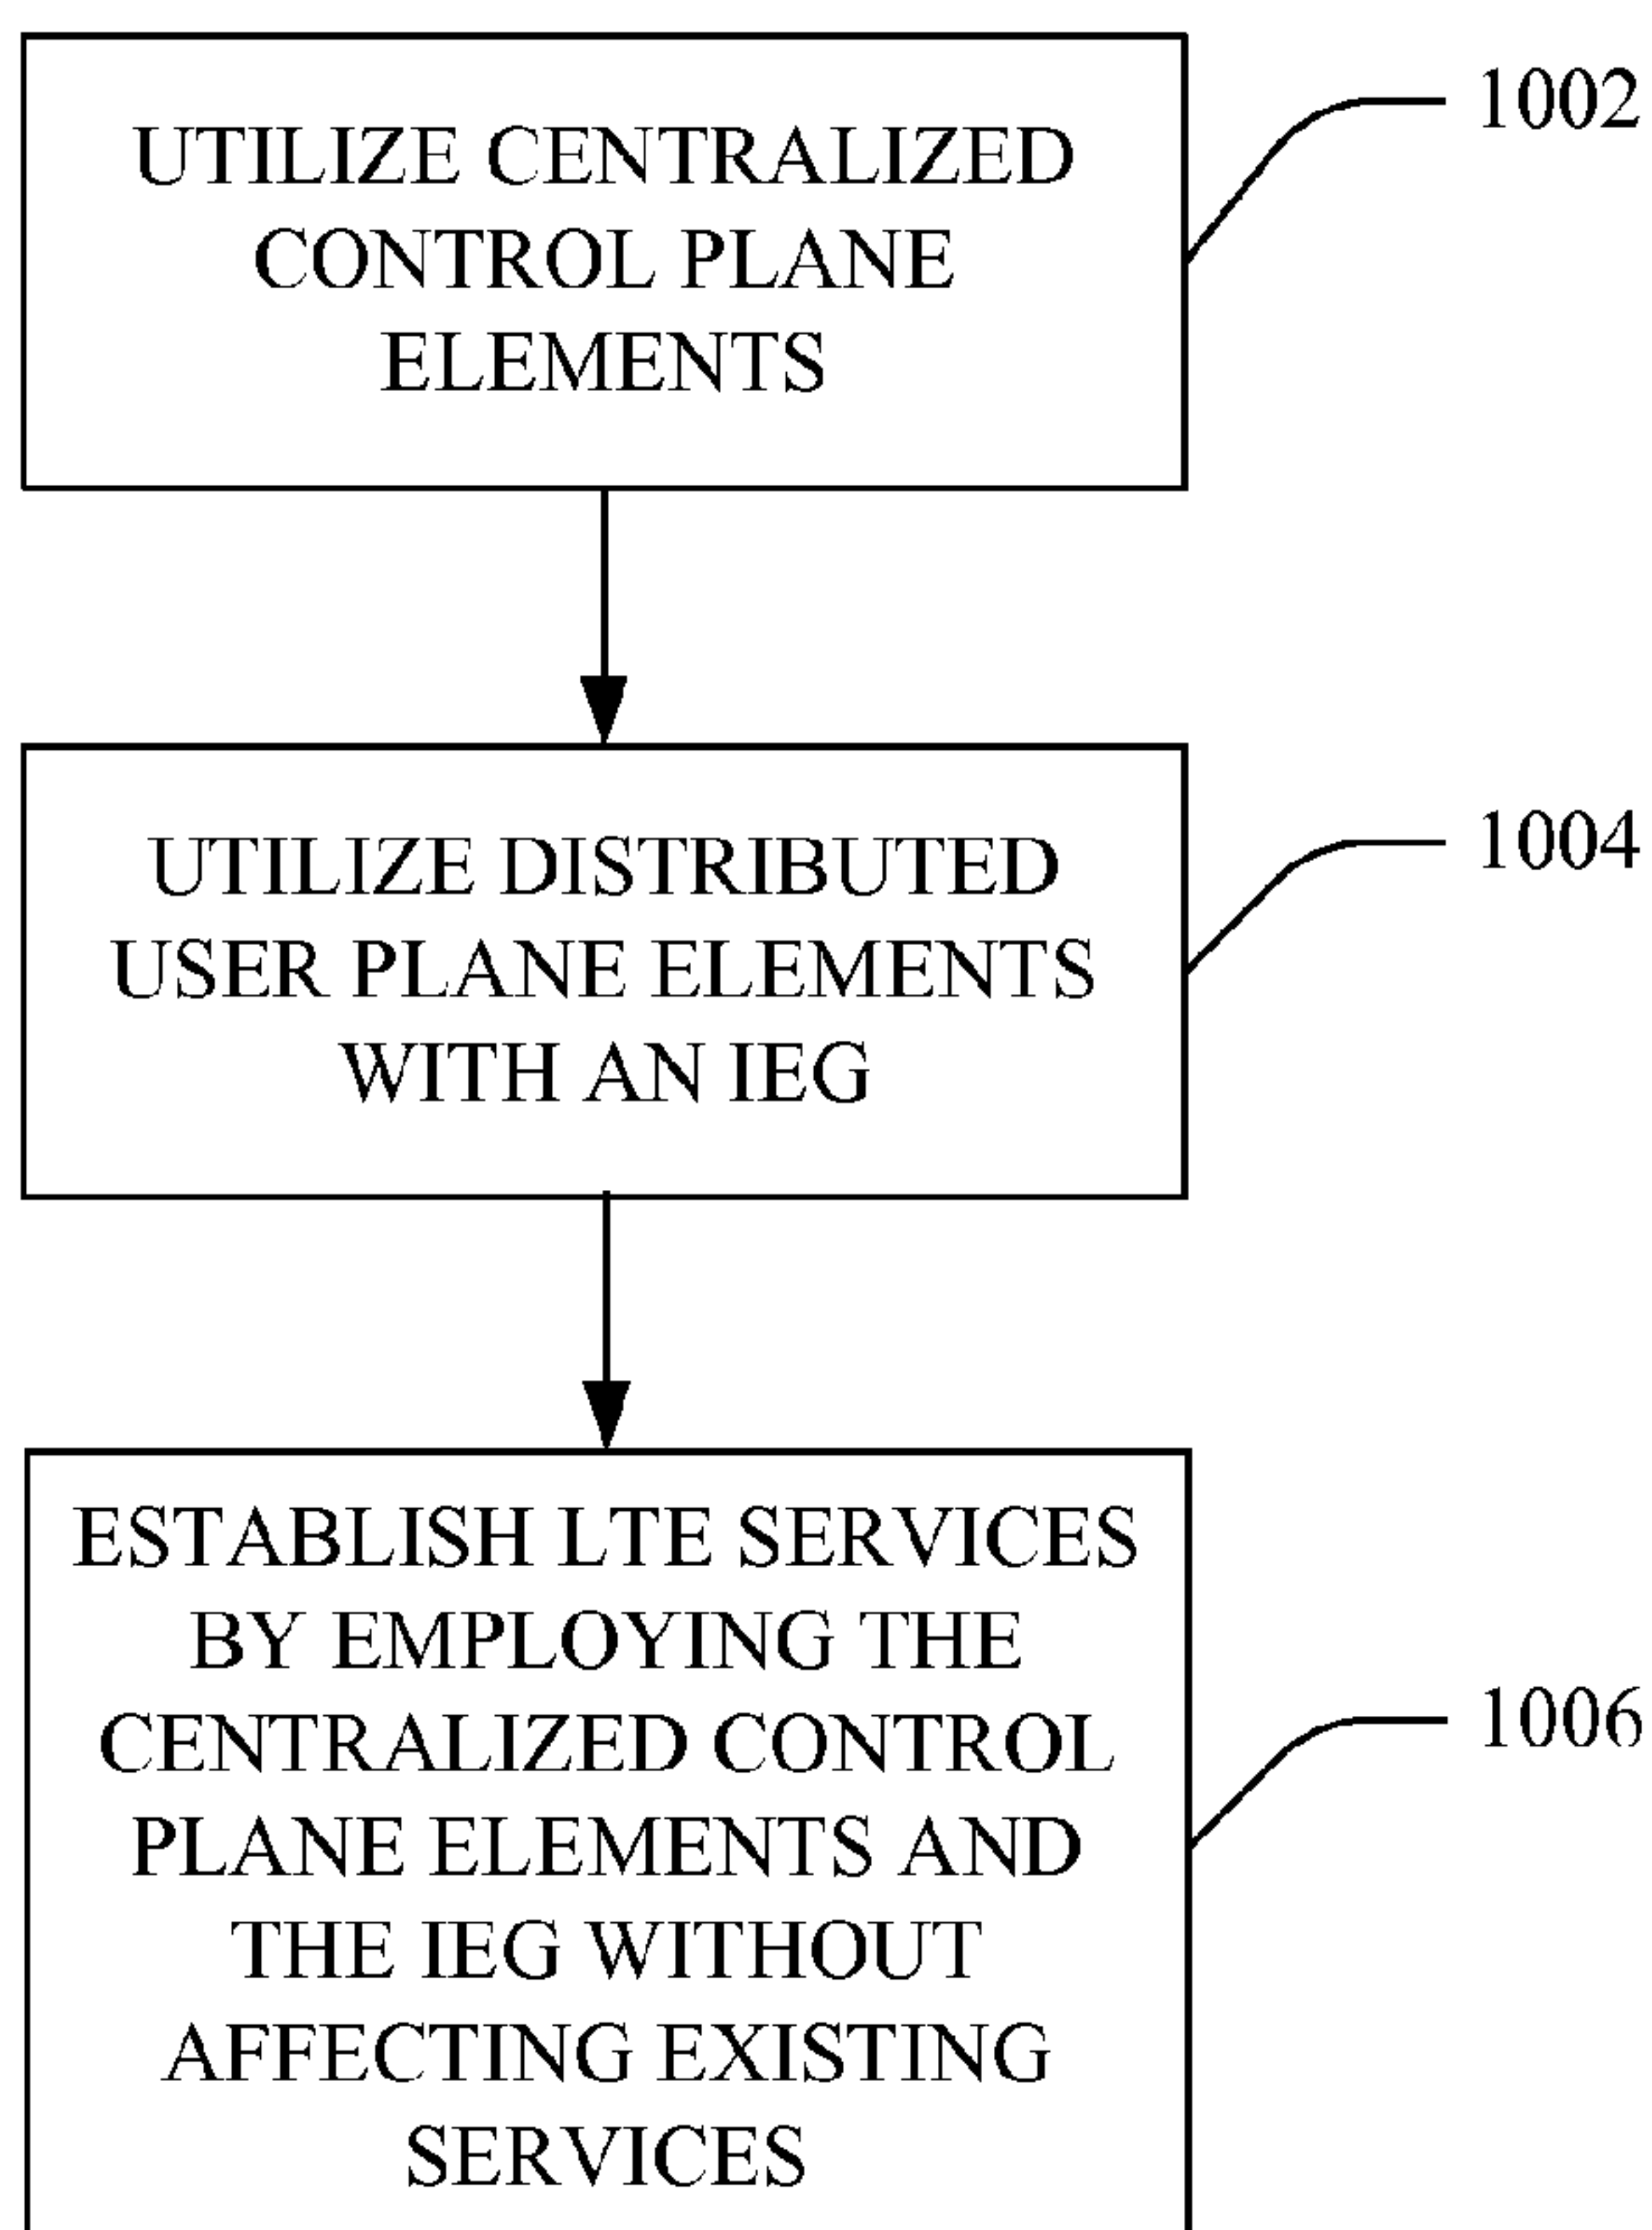 UTILIZE CENTRALIZED
CONTROL PLANE
ELEMENTS
1002
UTILIZE DISTRIBUTED
USER PLANE ELEMENTS
WITH AN IEG
1004
ESTABLISH LTE SERVICES
BY EMPLOYING THE
CENTRALIZED CONTROL
PLANE ELEMENTS AND
THE IEG WITHOUT
AFFECTING EXISTING
SERVICES
1006